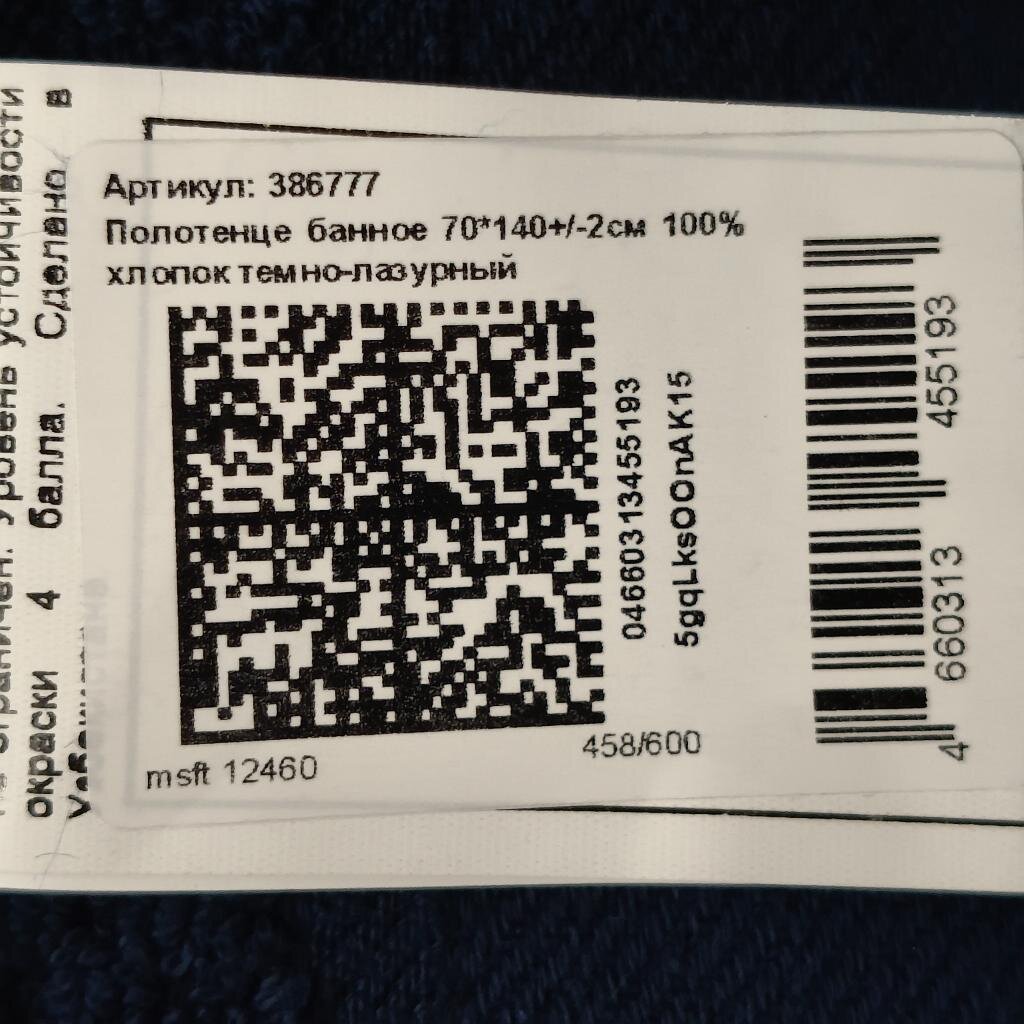 Артикул: 386777
Полотенце банное 70*140+/-2см 100%
хлопок темно-лазурный
04660313455193
5gqLksOOnAK15
msft 12460
458/600
4 660313 455193
устойчивости
окраски 4 балла. Сделано в